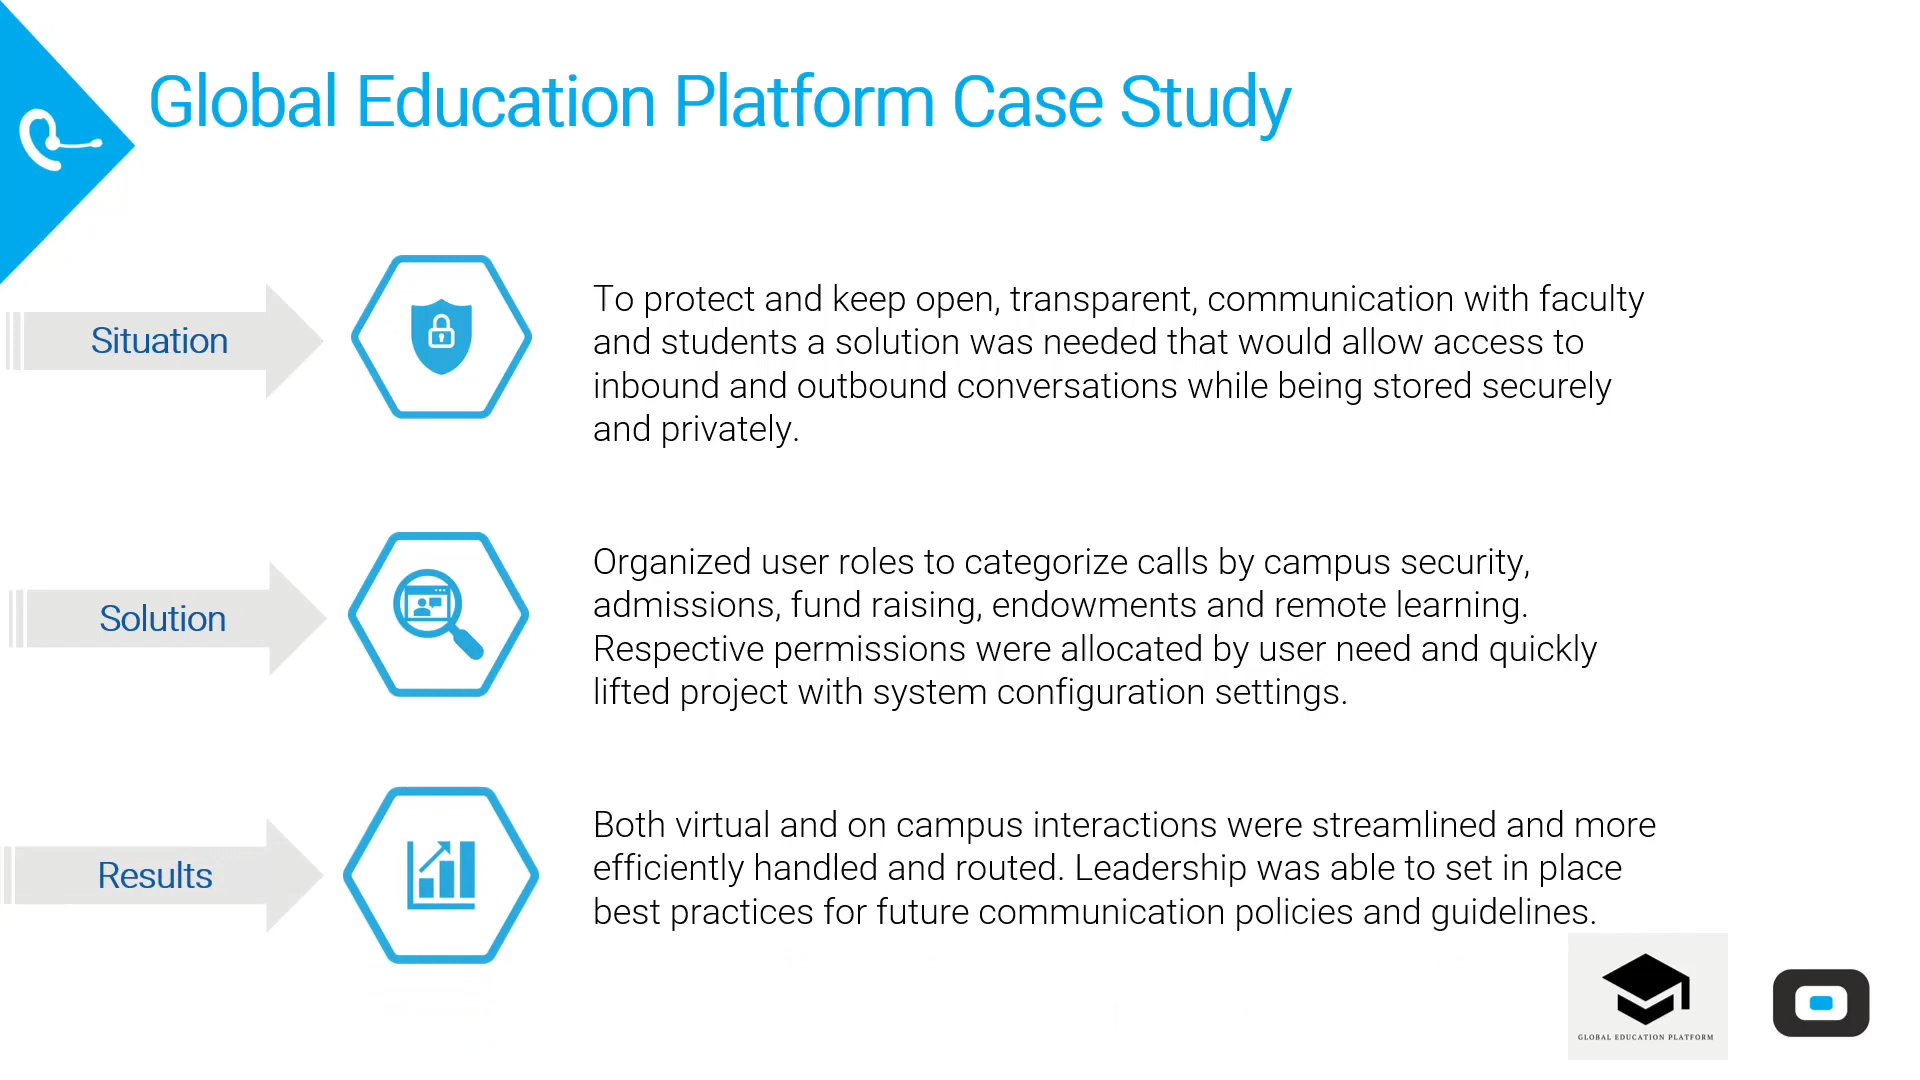 Global Education Platform Case Study
Situation
To protect and keep open, transparent, communication with faculty
and students a solution was needed that would allow access to
inbound and outbound conversations while being stored securely
and privately.
Solution
Organized user roles to categorize calls by campus security,
admissions, fund raising, endowments and remote learning.
Respective permissions were allocated by user need and quickly
lifted project with system configuration settings.
Results
Both virtual and on campus interactions were streamlined and more
efficiently handled and routed. Leadership was able to set in place
best practices for future communication policies and guidelines.
GLOBAL EDUCATION PLATFORM